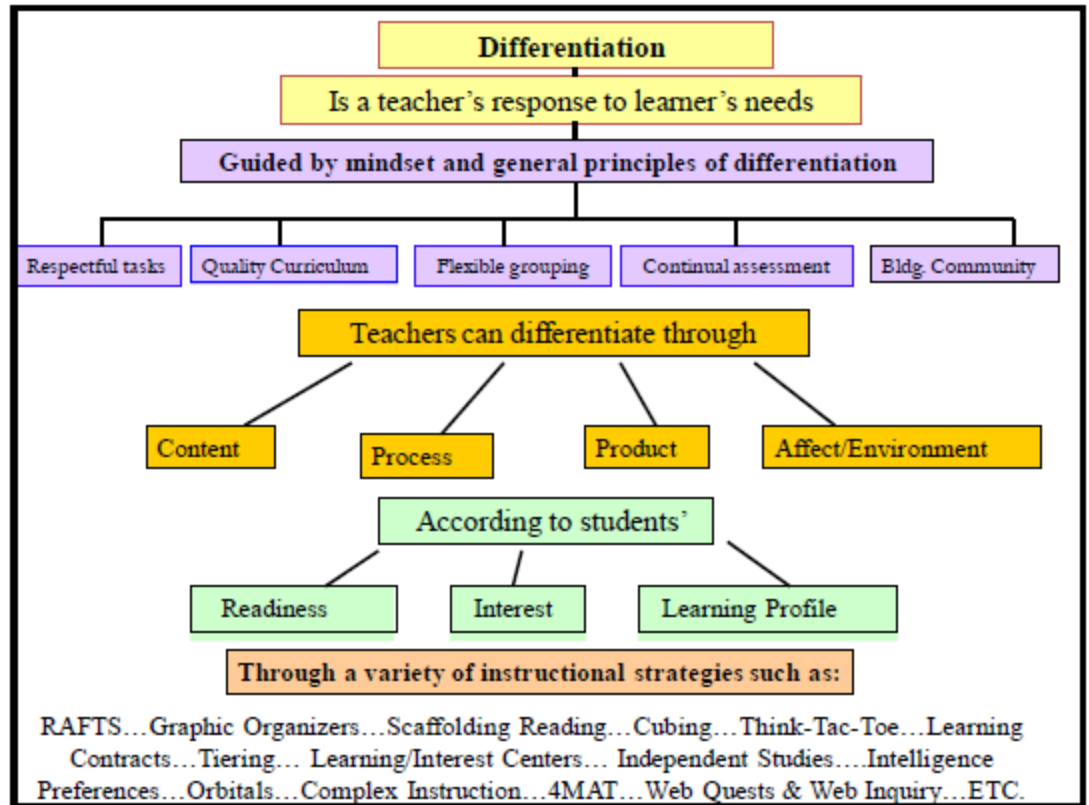 Differentiation
Is a teacher’s response to learner’s needs
Guided by mindset and general principles of differentiation
Respectful tasks
Quality Curriculum
Flexible grouping
Continual assessment
Bldg. Community
Teachers can differentiate through
Content
Process
Product
Affect/Environment
According to students’
Readiness
Interest
Learning Profile
Through a variety of instructional strategies such as:
RAFTS…Graphic Organizers…Scaffolding Reading…Cubing…Think-Tac-Toe…Learning
Contracts…Tiering… Learning/Interest Centers… Independent Studies….Intelligence
Preferences…Orbitals…Complex Instruction…4MAT…Web Quests & Web Inquiry…ETC.